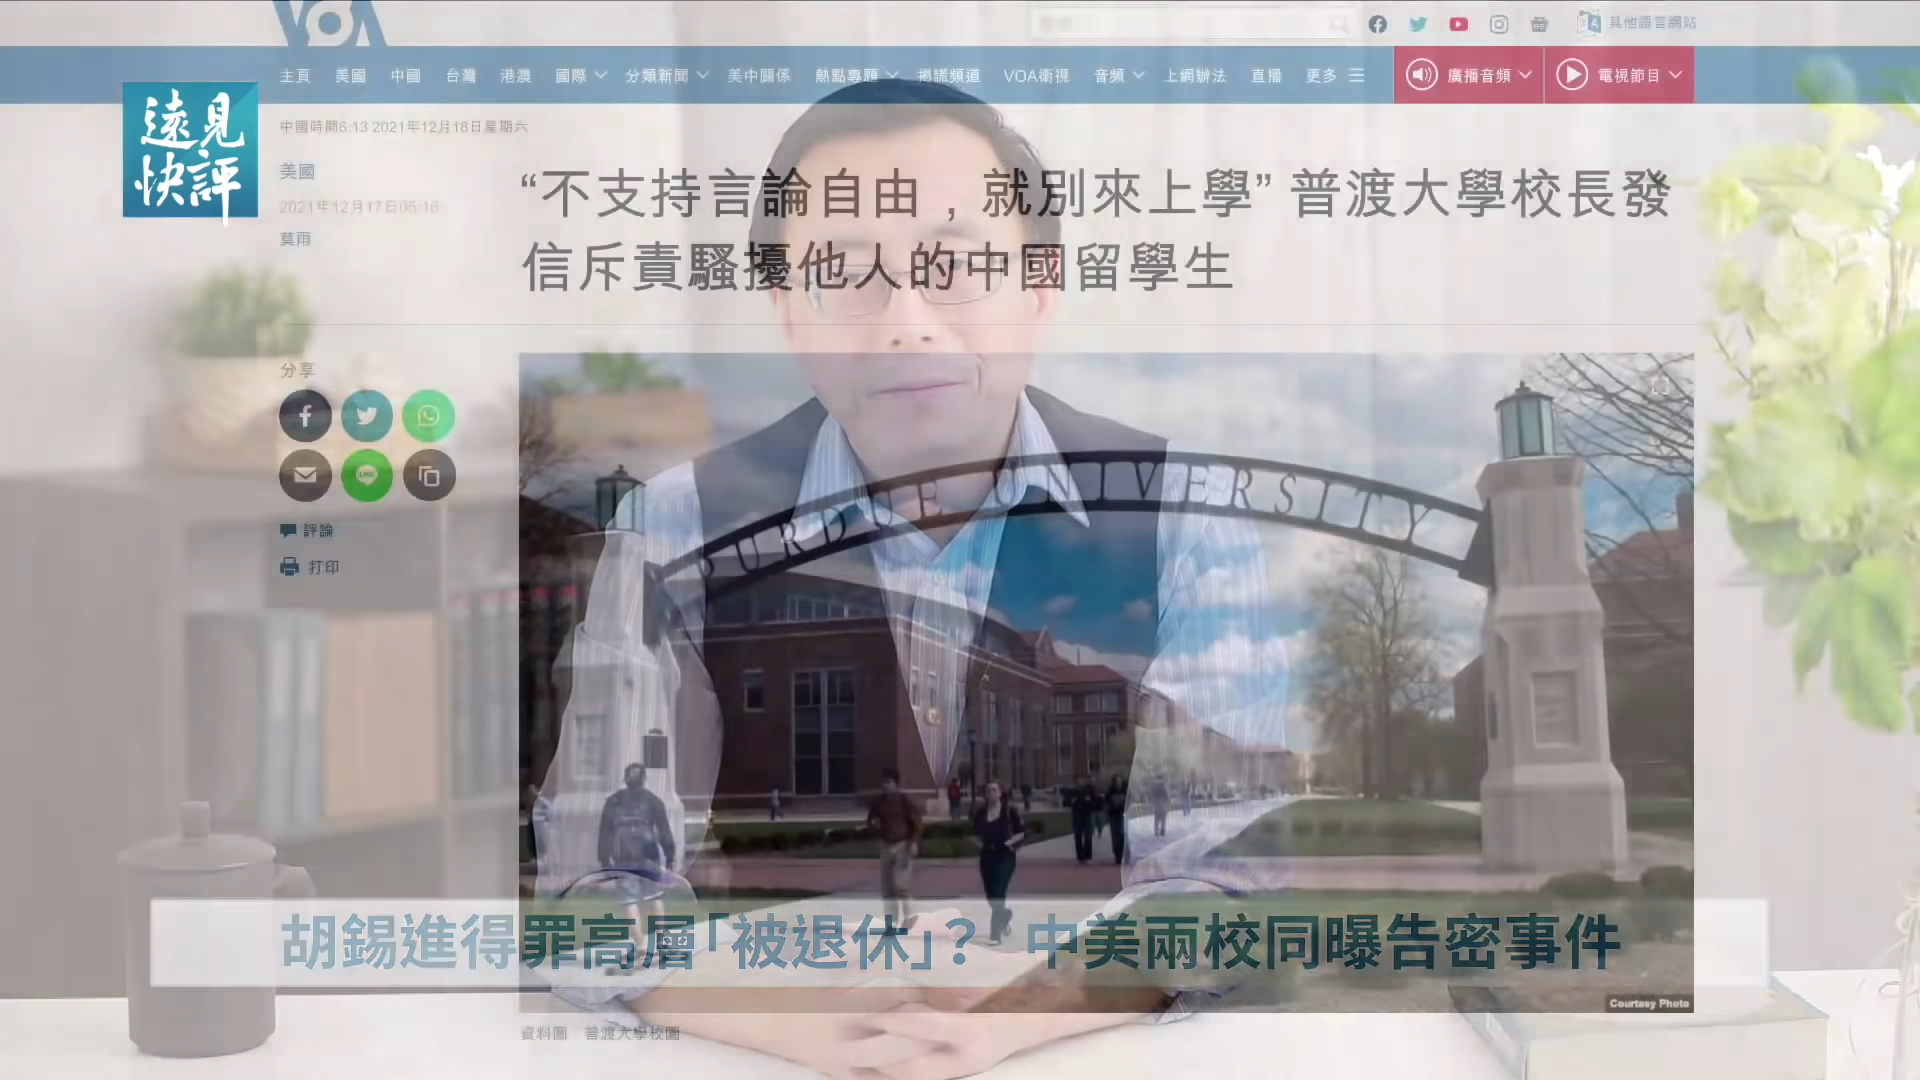 VOA
其他語言網站
主頁 美國 中國 台灣 港澳 國際 分類新聞 美中關係 熱點專題 揭謊頻道 VOA衛視 音頻 上網辦法 直播 更多 廣播音頻 電視節目
遠見
快評
中國時間6:13 2021年12月18日星期六
美國
2021年12月17日05:16
莫雨
“不支持言論自由，就別來上學” 普渡大學校長發
信斥責騷擾他人的中國留學生
分享
LINE
評論
打印
PURDUE UNIVERSITY
胡錫進得罪高層「被退休」？ 中美兩校同曝告密事件
Courtesy Photo
資料圖 普渡大學校園